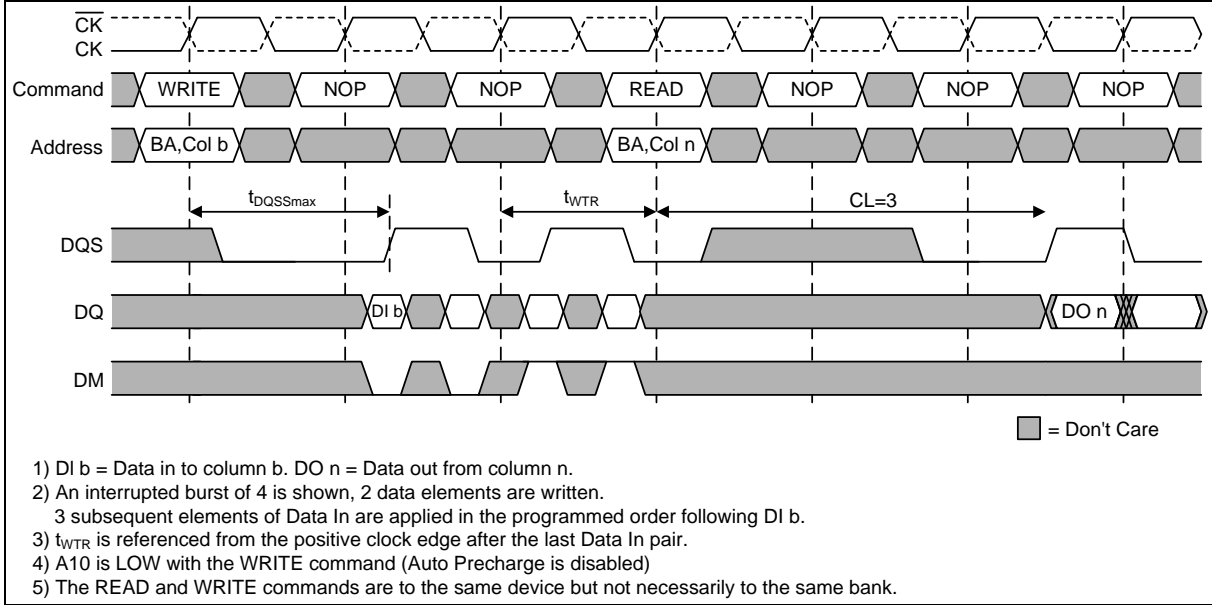 CK
CK
Command WRITE NOP NOP READ NOP NOP NOP
Address BA,Col b BA,Col n
tDQSSmax tWTR CL=3
DQS
DQ DI b DO n
DM
= Don't Care
1) DI b = Data in to column b. DO n = Data out from column n.
2) An interrupted burst of 4 is shown, 2 data elements are written.
3 subsequent elements of Data In are applied in the programmed order following DI b.
3) tWTR is referenced from the positive clock edge after the last Data In pair.
4) A10 is LOW with the WRITE command (Auto Precharge is disabled)
5) The READ and WRITE commands are to the same device but not necessarily to the same bank.